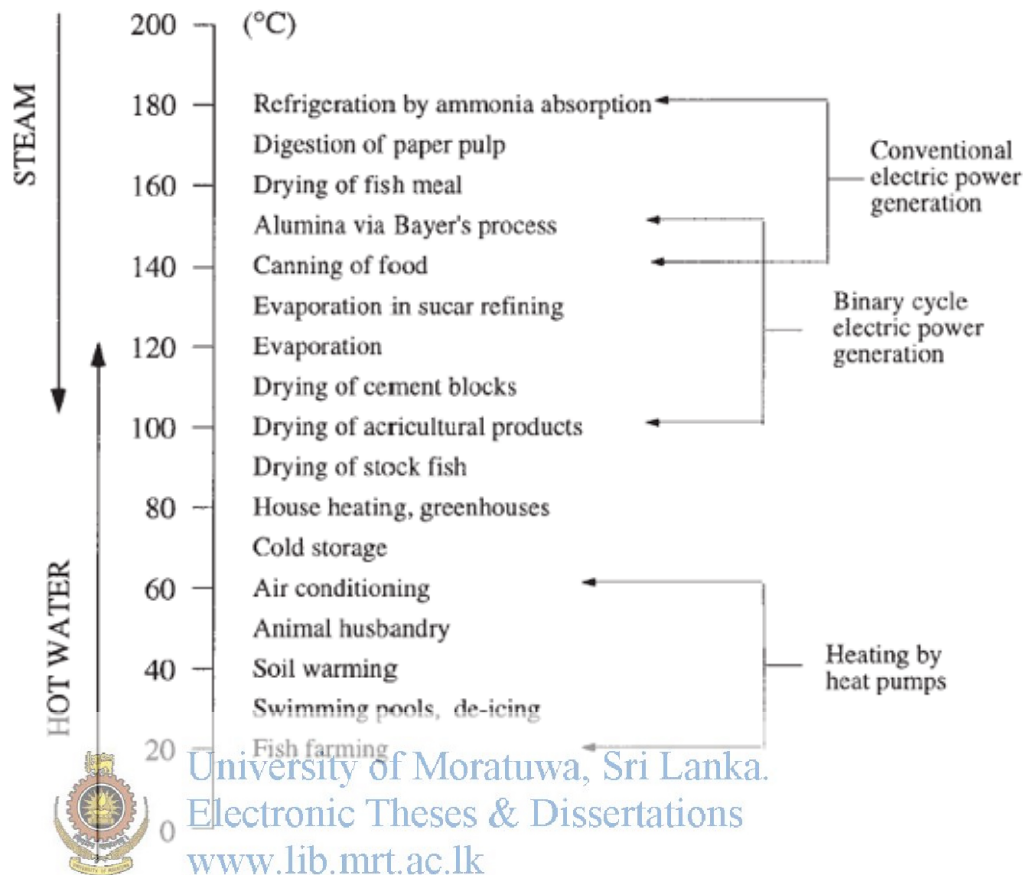 200 (°C)
STEAM
180 Refrigeration by ammonia absorption
Digestion of paper pulp
Conventional
electric power
generation
160 Drying of fish meal
Alumina via Bayer's process
140 Canning of food
Evaporation in sucar refining
Binary cycle
electric power
generation
120 Evaporation
Drying of cement blocks
100 Drying of acricultural products
Drying of stock fish
80 House heating, greenhouses
Cold storage
HOT WATER
60 Air conditioning
Animal husbandry
40 Soil warming
Heating by
heat pumps
Swimming pools, de-icing
20 Fish farming
University of Moratuwa, Sri Lanka.
0 Electronic Theses & Dissertations
www.lib.mrt.ac.lk